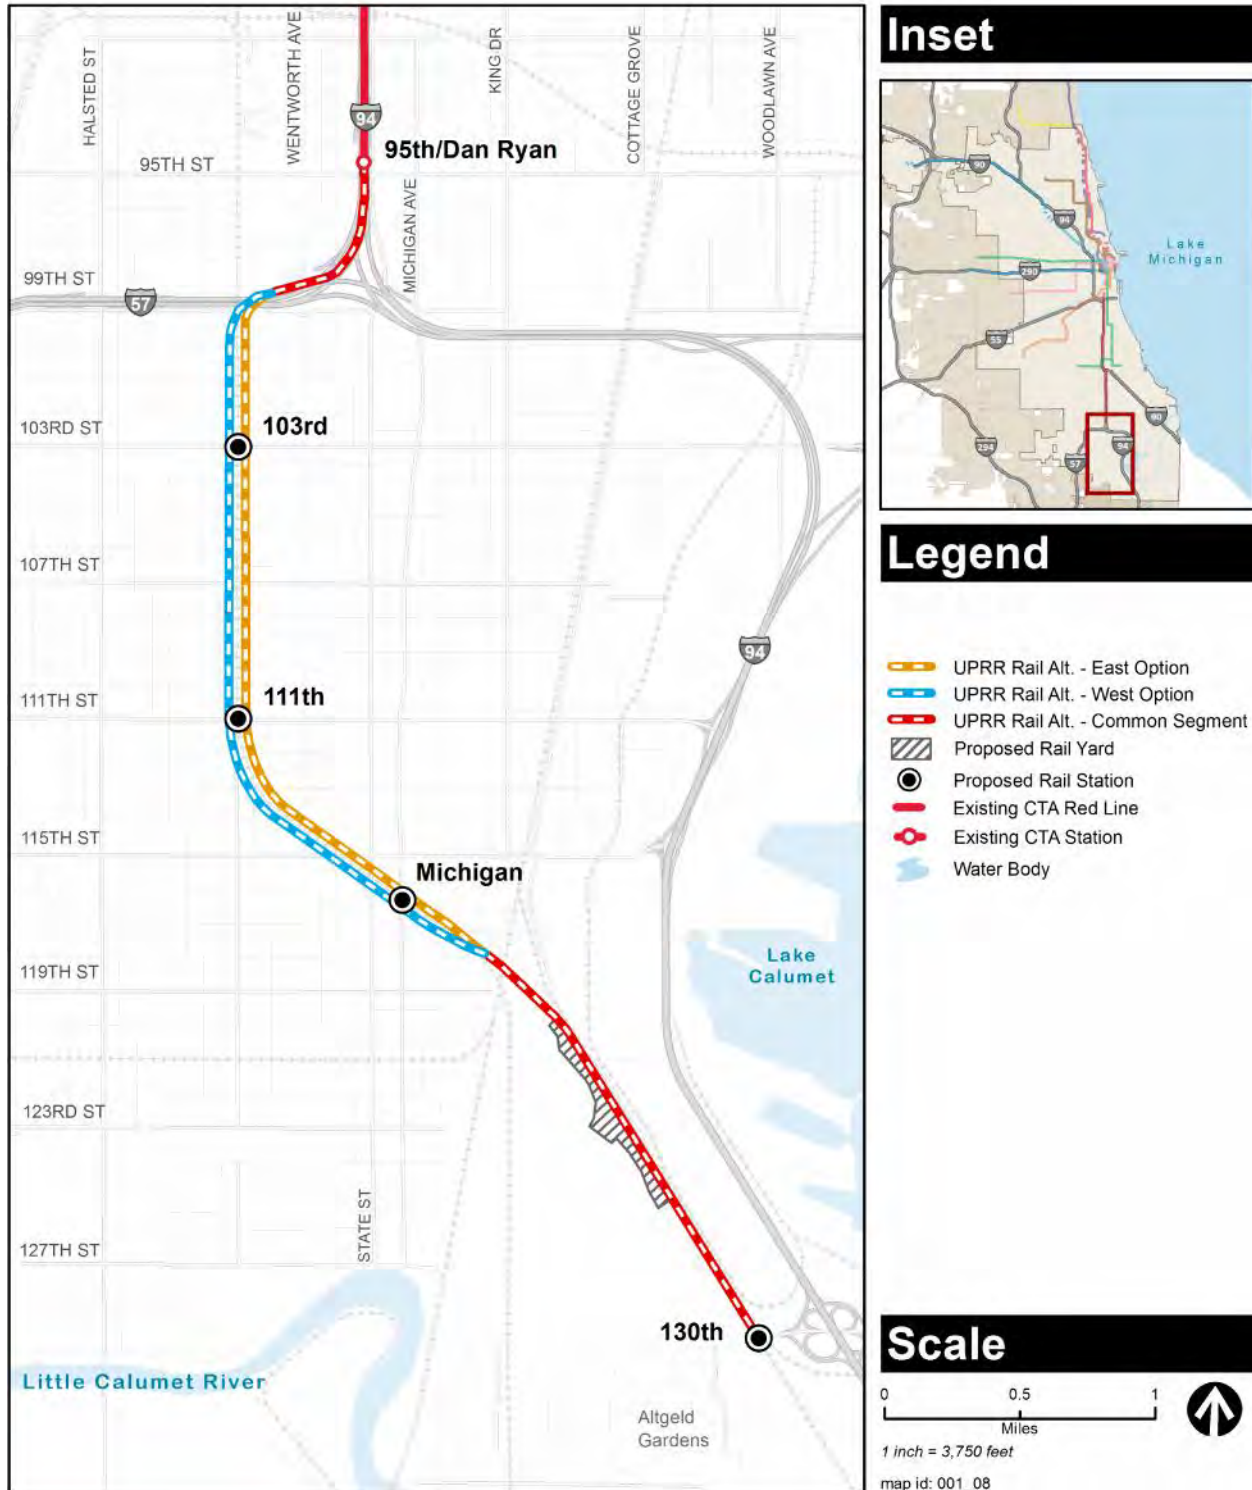 HALSTED ST
WENTWORTH AVE
KING DR
COTTAGE GROVE
WOODLAWN AVE
94
95th/Dan Ryan
95TH ST
MICHIGAN AVE
99TH ST
57
103RD ST
103rd
107TH ST
94
111TH ST
111th
115TH ST
Michigan
Lake
Calumet
119TH ST
123RD ST
STATE ST
127TH ST
130th
Little Calumet River
Altgeld
Gardens
Inset
90
94
Lake
Michigan
290
55
90
294
57
94
Legend
UPRR Rail Alt. - East Option
UPRR Rail Alt. - West Option
UPRR Rail Alt. - Common Segment
Proposed Rail Yard
Proposed Rail Station
Existing CTA Red Line
Existing CTA Station
Water Body
Scale
0 0.5 1
Miles
1 inch = 3,750 feet
map id: 001_08